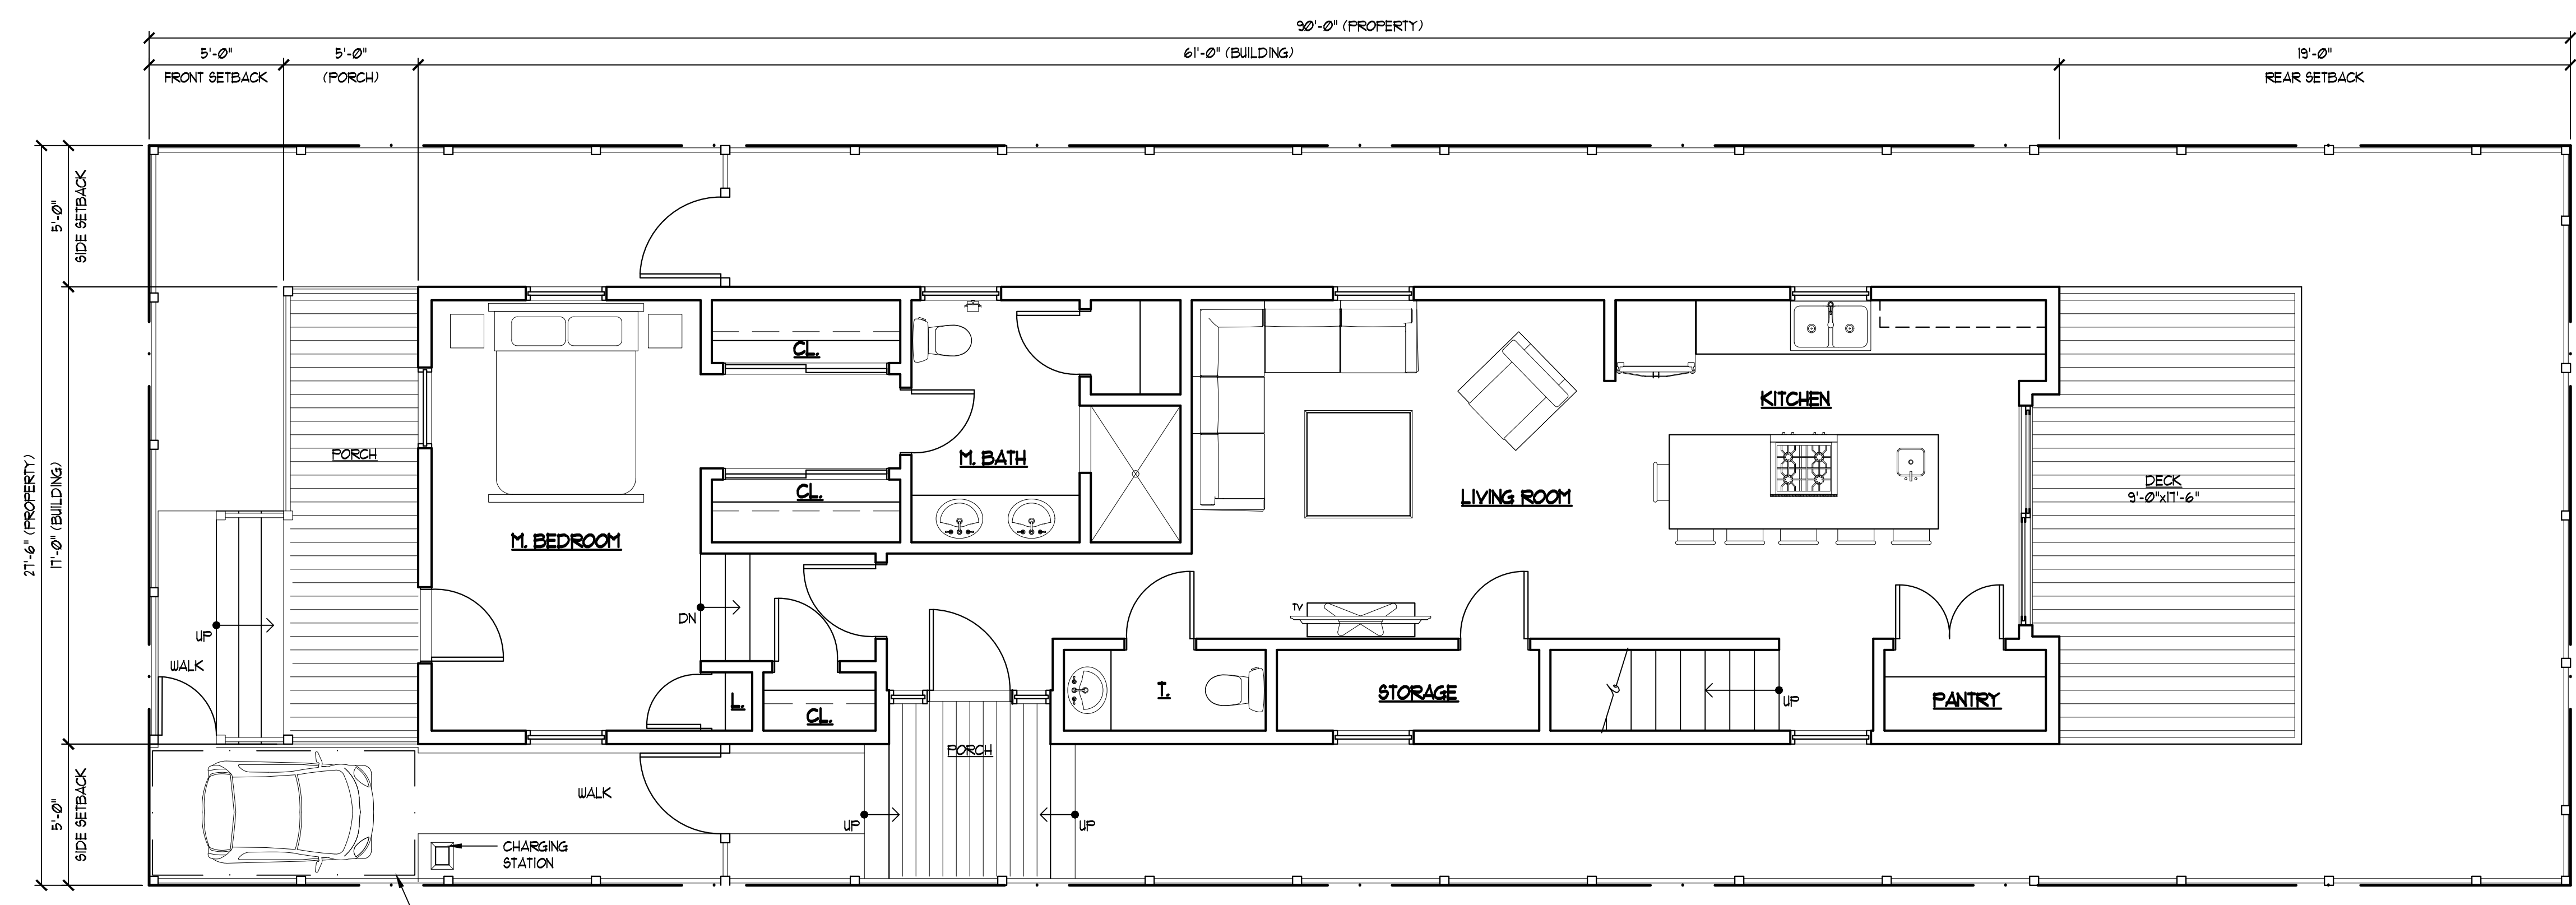 90'-0" (PROPERTY)
5'-0"
5'-0"
61'-0" (BUILDING)
19'-0"
FRONT SETBACK
(PORCH)
REAR SETBACK
5'-0"
SIDE SETBACK
27'-6" (PROPERTY)
17'-0" (BUILDING)
5'-0"
SIDE SETBACK
CL.
KITCHEN
PORCH
M. BATH
CL.
LIVING ROOM
DECK
9'-0"x17'-6"
M. BEDROOM
TV
DN
UP
WALK
L.
CL.
T.
STORAGE
UP
PANTRY
PORCH
WALK
UP
UP
CHARGING
STATION